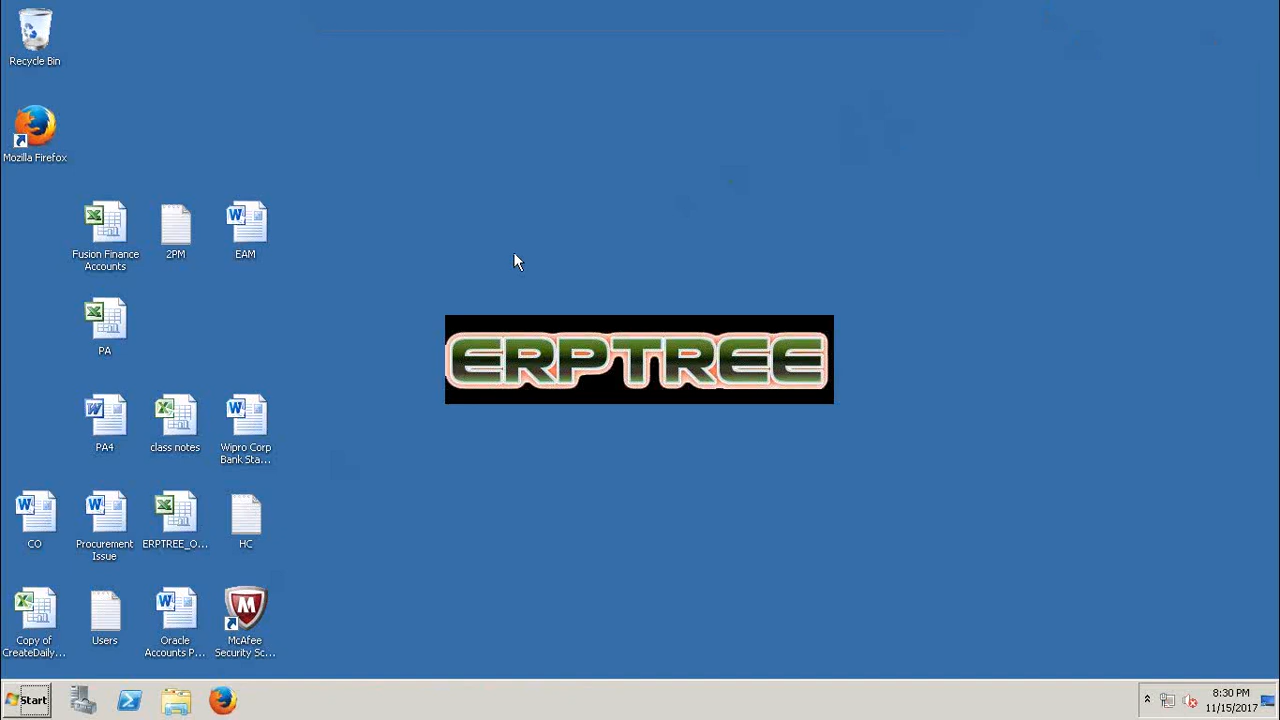 Recycle Bin
Mozilla Firefox
Fusion Finance
Accounts
2PM
EAM
PA
ERPTREE
PA4
class notes
Wipro Corp
Bank Sta...
CO
Procurement
Issue
ERPTREE_O...
HC
Copy of
CreateDaily...
Users
Oracle
Accounts P...
McAfee
Security Sc...
Start
8:30 PM
11/15/2017